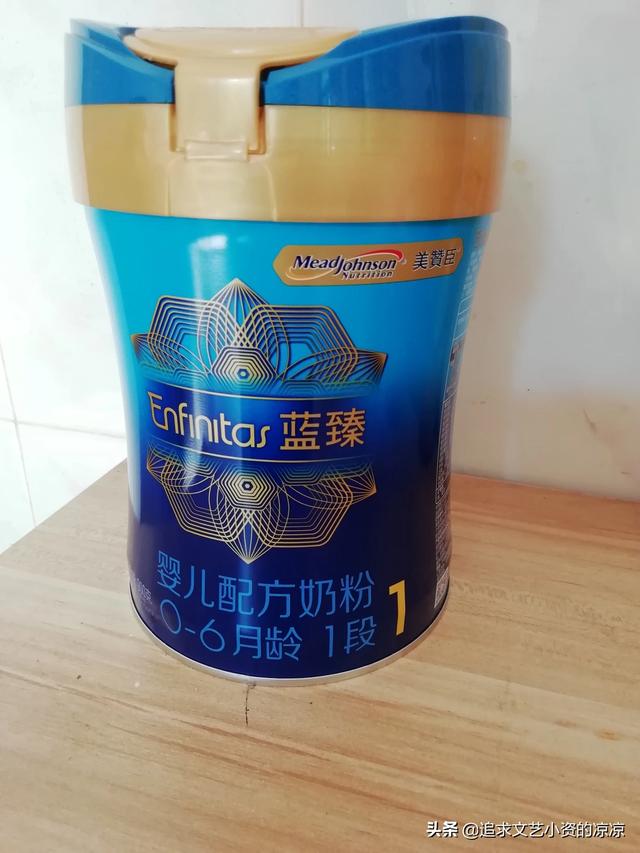 MeadJohnson 美贊臣
Nutrition
Enfinitas 蓝臻
婴儿配方奶粉
0-6月龄 1段 1
头条 @追求文艺小资的凉凉